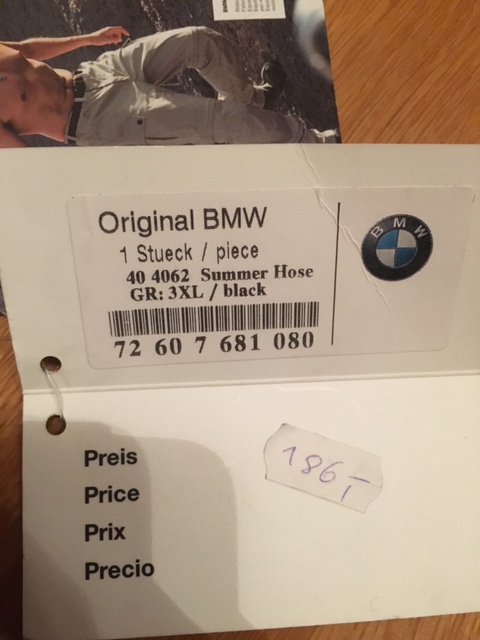 Original BMW
1 Stueck / piece
40 4062 Summer Hose
GR: 3XL / black
72 60 7 681 080
BMW
Preis
Price
Prix
Precio
186,-